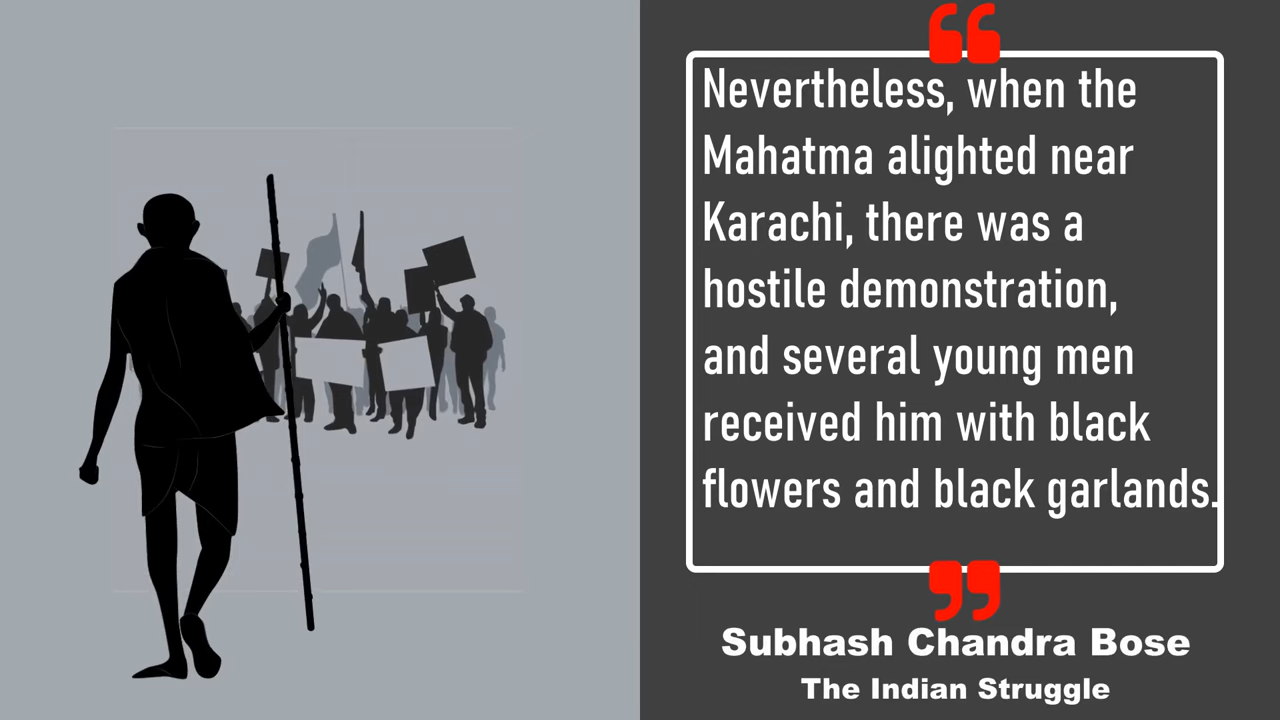 “
Nevertheless, when the
Mahatma alighted near
Karachi, there was a
hostile demonstration,
and several young men
received him with black
flowers and black garlands.
”
Subhash Chandra Bose
The Indian Struggle